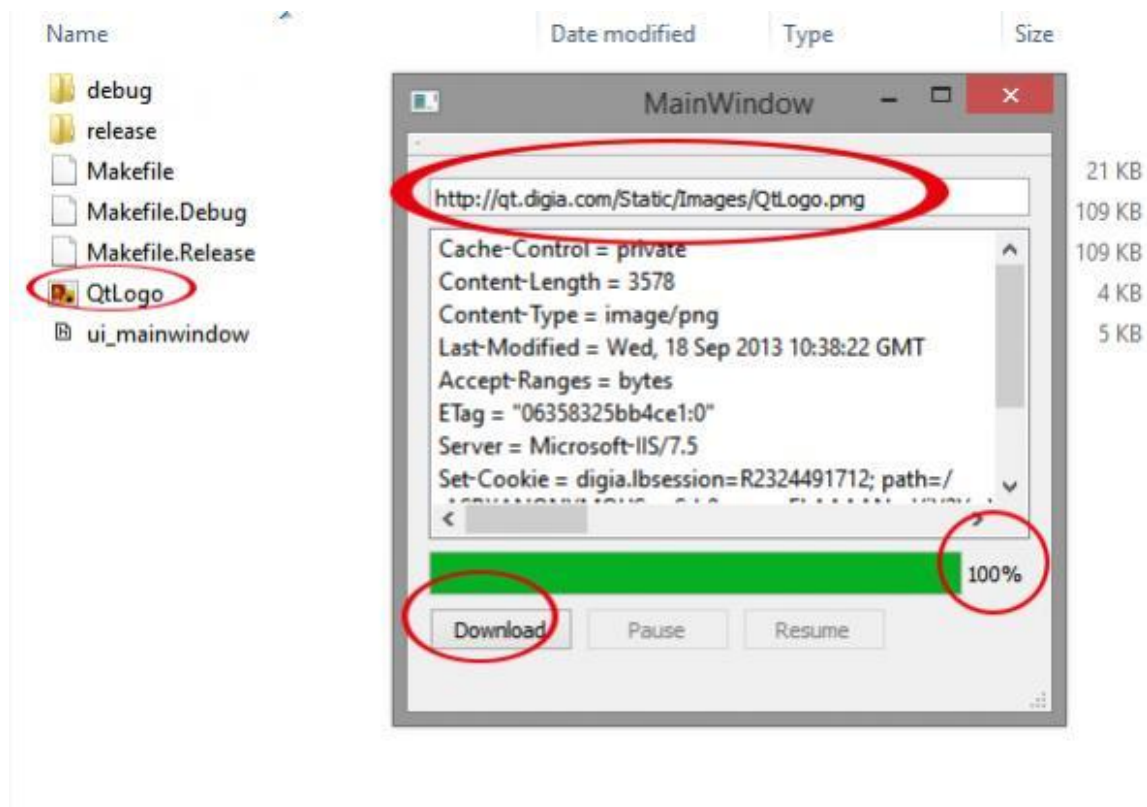 Name Date modified Type Size
debug
release
Makefile 21 KB
Makefile.Debug 109 KB
Makefile.Release 109 KB
QtLogo 4 KB
ui_mainwindow 5 KB
MainWindow
http://qt.digia.com/Static/Images/QtLogo.png
Cache-Control = private
Content-Length = 3578
Content-Type = image/png
Last-Modified = Wed, 18 Sep 2013 10:38:22 GMT
Accept-Ranges = bytes
ETag = "06358325bb4ce1:0"
Server = Microsoft-IIS/7.5
Set-Cookie = digia.lbsession=R2324491712; path=/
100%
Download Pause Resume